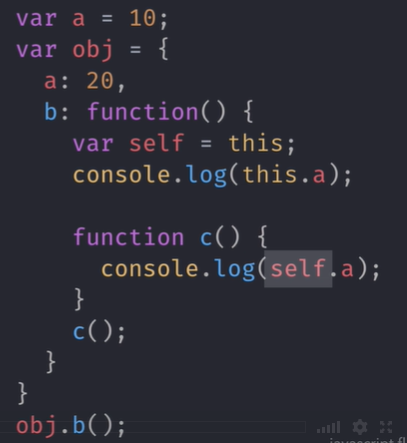 var a = 10;
var obj = {
  a: 20,
  b: function() {
    var self = this;
    console.log(this.a);

    function c() {
      console.log(self.a);
    }
    c();
  }
}
obj.b();